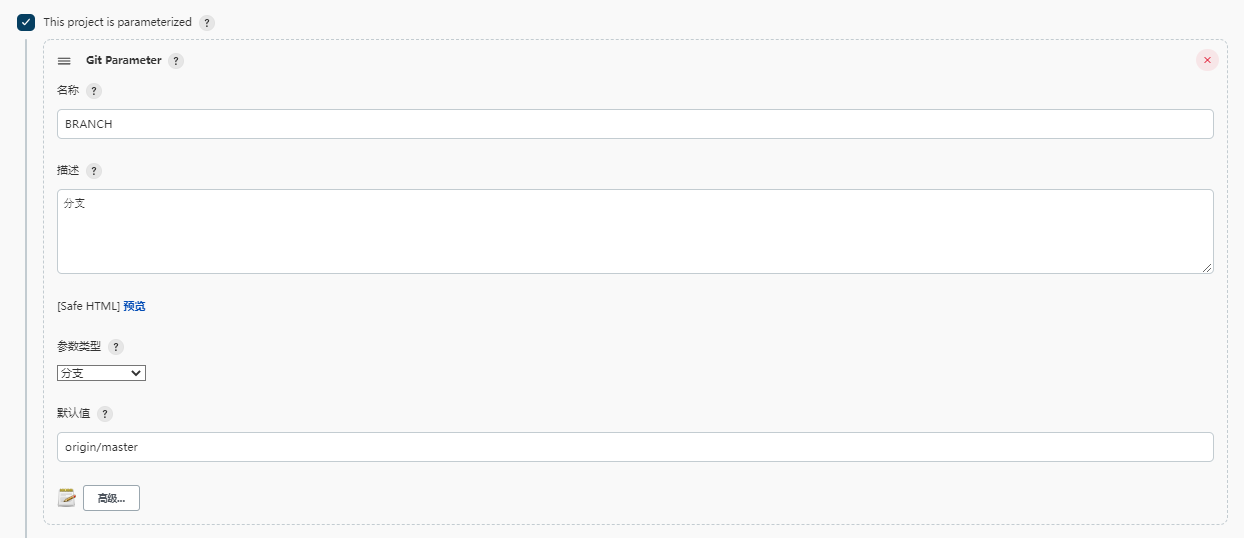 This project is parameterized ?
Git Parameter ?
名称 ?
BRANCH
描述 ?
分支
[Safe HTML] 预览
参数类型 ?
分支
默认值 ?
origin/master
高级...